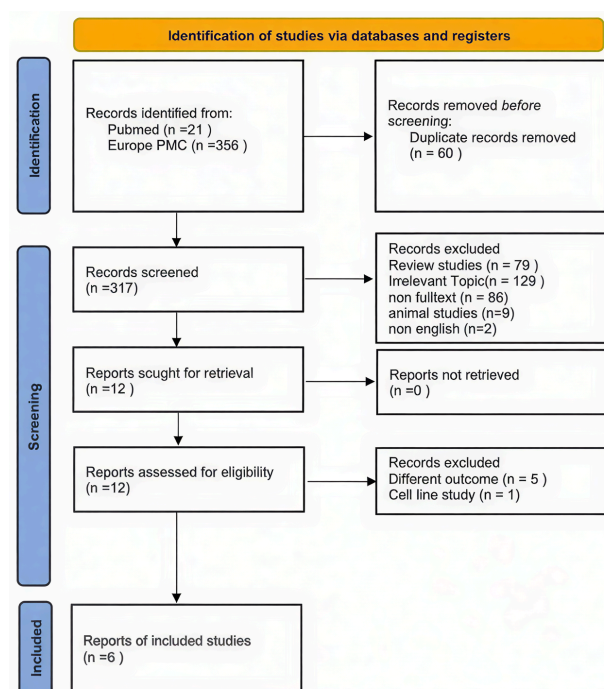 Identification of studies via databases and registers
Identification
Records identified from:
Pubmed (n =21 )
Europe PMC (n =356 )
Records removed before
screening:
Duplicate records removed
(n = 60 )
Screening
Records screened
(n =317)
Records excluded
Review studies (n = 79 )
Irrelevant Topic(n = 129 )
non fulltext (n = 86)
animal studies (n=9)
non english (n=2)
Reports sought for retrieval
(n =12 )
Reports not retrieved
(n =0 )
Reports assessed for eligibility
(n =12)
Records excluded
Different outcome (n = 5 )
Cell line study (n = 1)
Included
Reports of included studies
(n =6 )